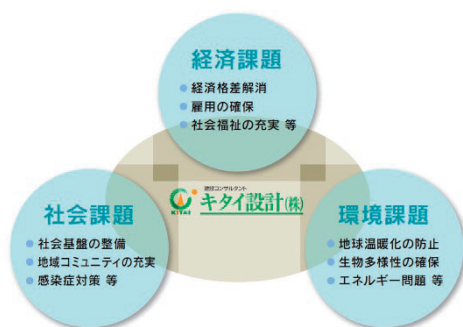 経済課題
● 経済格差解消
● 雇用の確保
● 社会福祉の充実 等
建設コンサルタント
キタイ設計(株)
KITAI
社会課題
● 社会基盤の整備
● 地域コミュニティの充実
● 感染症対策 等
環境課題
● 地球温暖化の防止
● 生物多様性の確保
● エネルギー問題 等